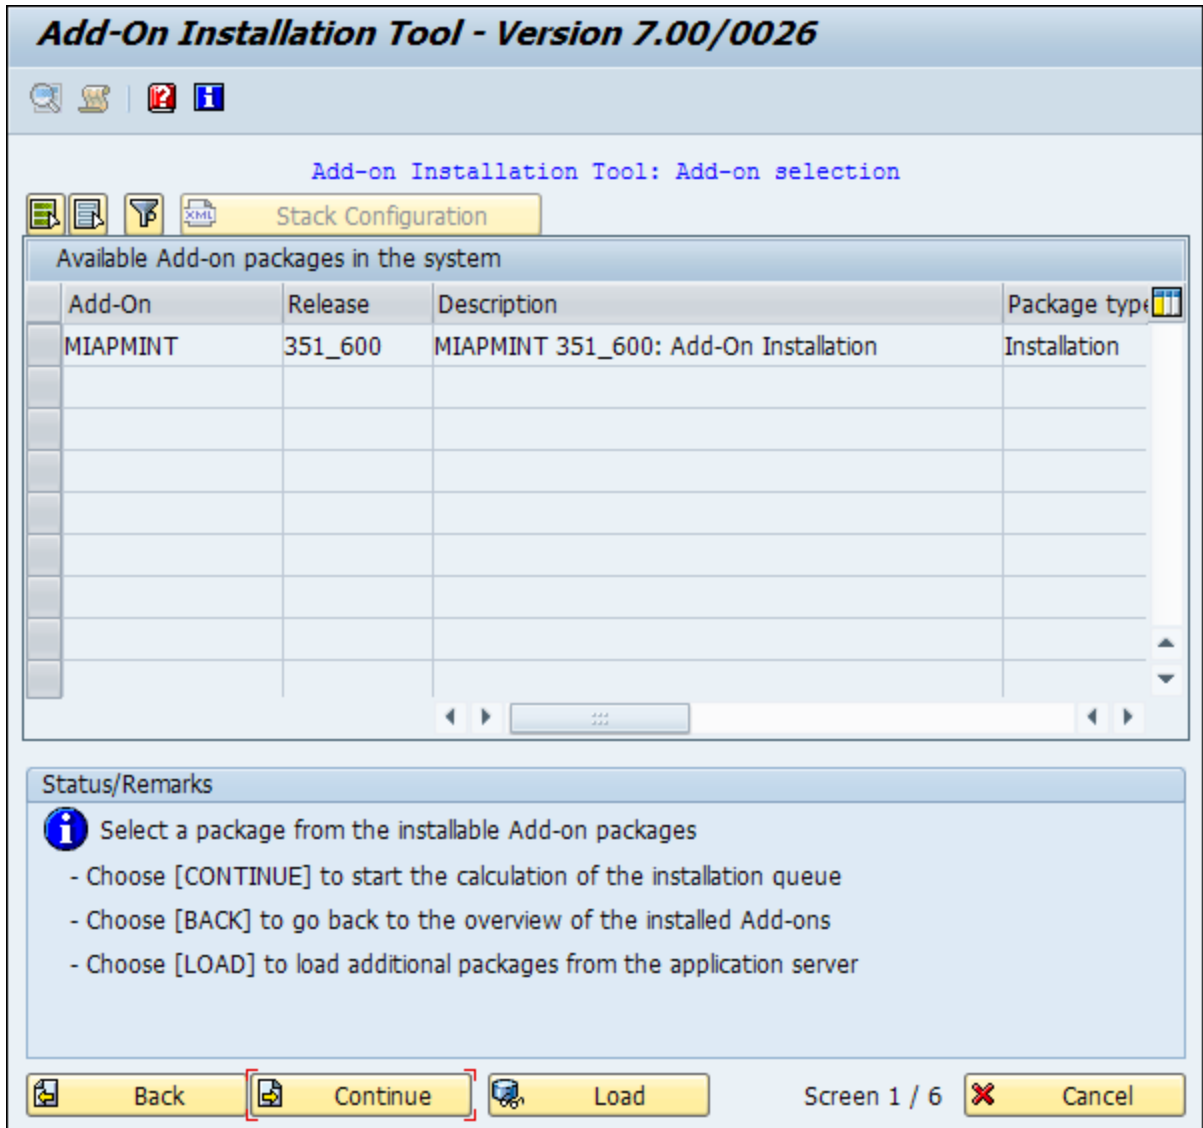 Add-On Installation Tool - Version 7.00/0026
Add-on Installation Tool: Add-on selection
XML Stack Configuration
Available Add-on packages in the system
Add-On Release Description Package type
MIAPMINT 351_600 MIAPMINT 351_600: Add-On Installation Installation
Status/Remarks
Select a package from the installable Add-on packages
- Choose [CONTINUE] to start the calculation of the installation queue
- Choose [BACK] to go back to the overview of the installed Add-ons
- Choose [LOAD] to load additional packages from the application server
Back Continue Load Screen 1 / 6 Cancel